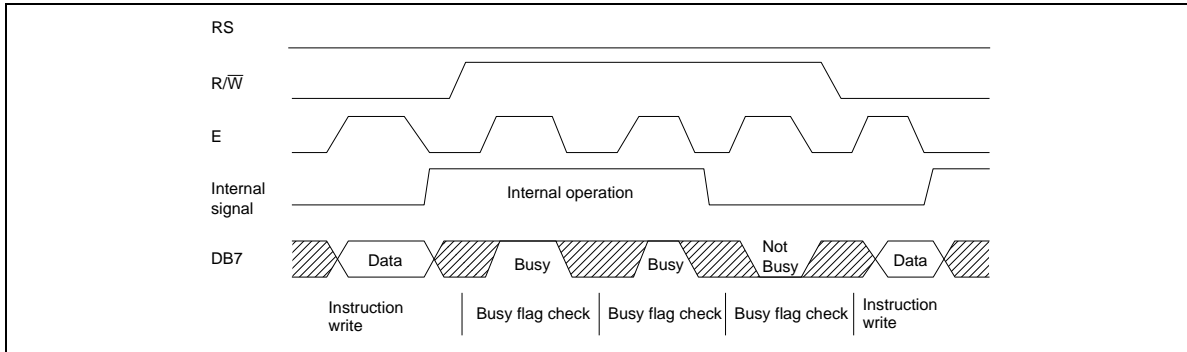 RS
R/W̅
E
Internal
signal
Internal operation
DB7
Data
Busy
Busy
Not
Busy
Data
Instruction
write
Busy flag check
Busy flag check
Busy flag check
Instruction
write